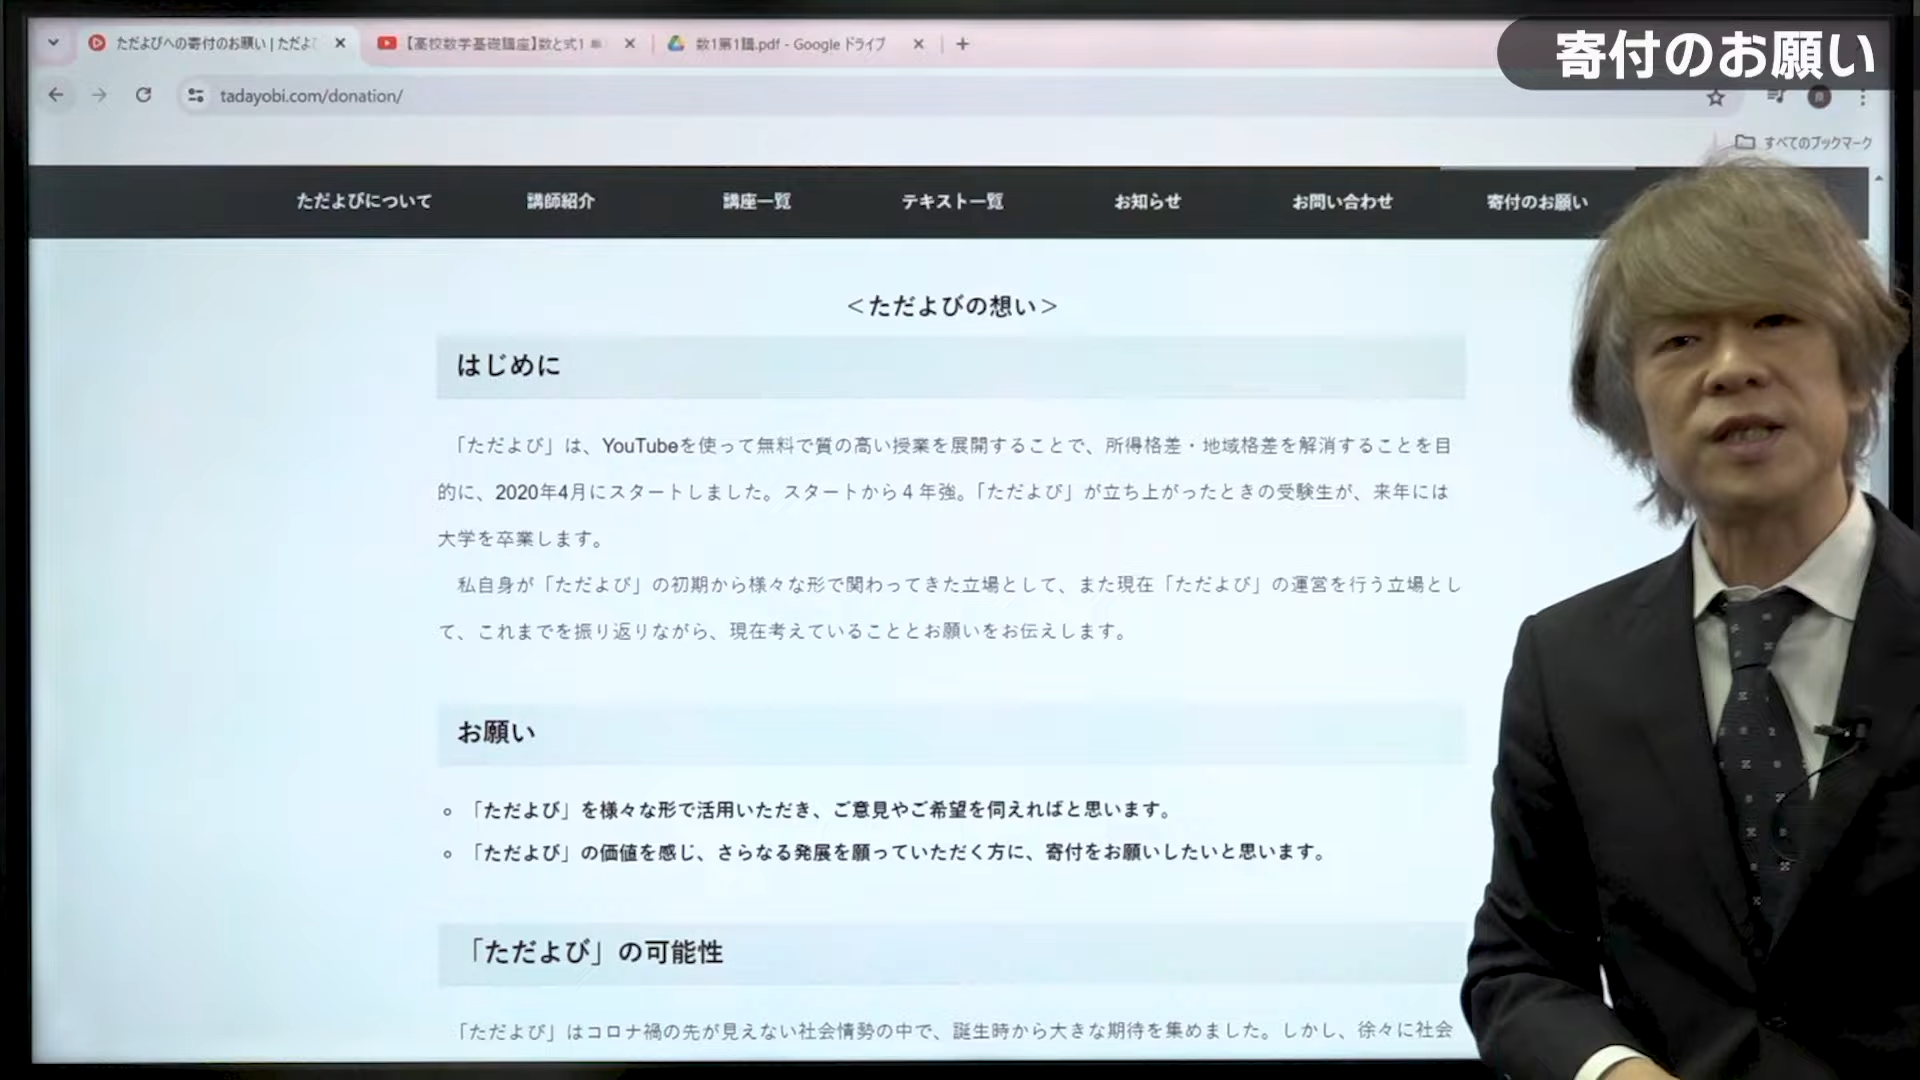 寄付のお願い
ただよびへの寄付のお願い | ただよ
【高校数学基礎講座】数と式1
数1第1講.pdf - Google ドライブ
tadayobi.com/donation/
すべてのブックマーク
ただよびについて
講師紹介
講座一覧
テキスト一覧
お知らせ
お問い合わせ
寄付のお願い
＜ただよびの想い＞
はじめに
「ただよび」は、YouTubeを使って無料で質の高い授業を展開することで、所得格差・地域格差を解消することを目
的に、2020年4月にスタートしました。スタートから４年強。「ただよび」が立ち上がったときの受験生が、来年には
大学を卒業します。
私自身が「ただよび」の初期から様々な形で関わってきた立場として、また現在「ただよび」の運営を行う立場とし
て、これまでを振り返りながら、現在考えていることとお願いをお伝えします。
お願い
「ただよび」を様々な形で活用いただき、ご意見やご希望を伺えればと思います。
「ただよび」の価値を感じ、さらなる発展を願っていただく方に、寄付をお願いしたいと思います。
「ただよび」の可能性
「ただよび」はコロナ禍の先が見えない社会情勢の中で、誕生時から大きな期待を集めました。しかし、徐々に社会